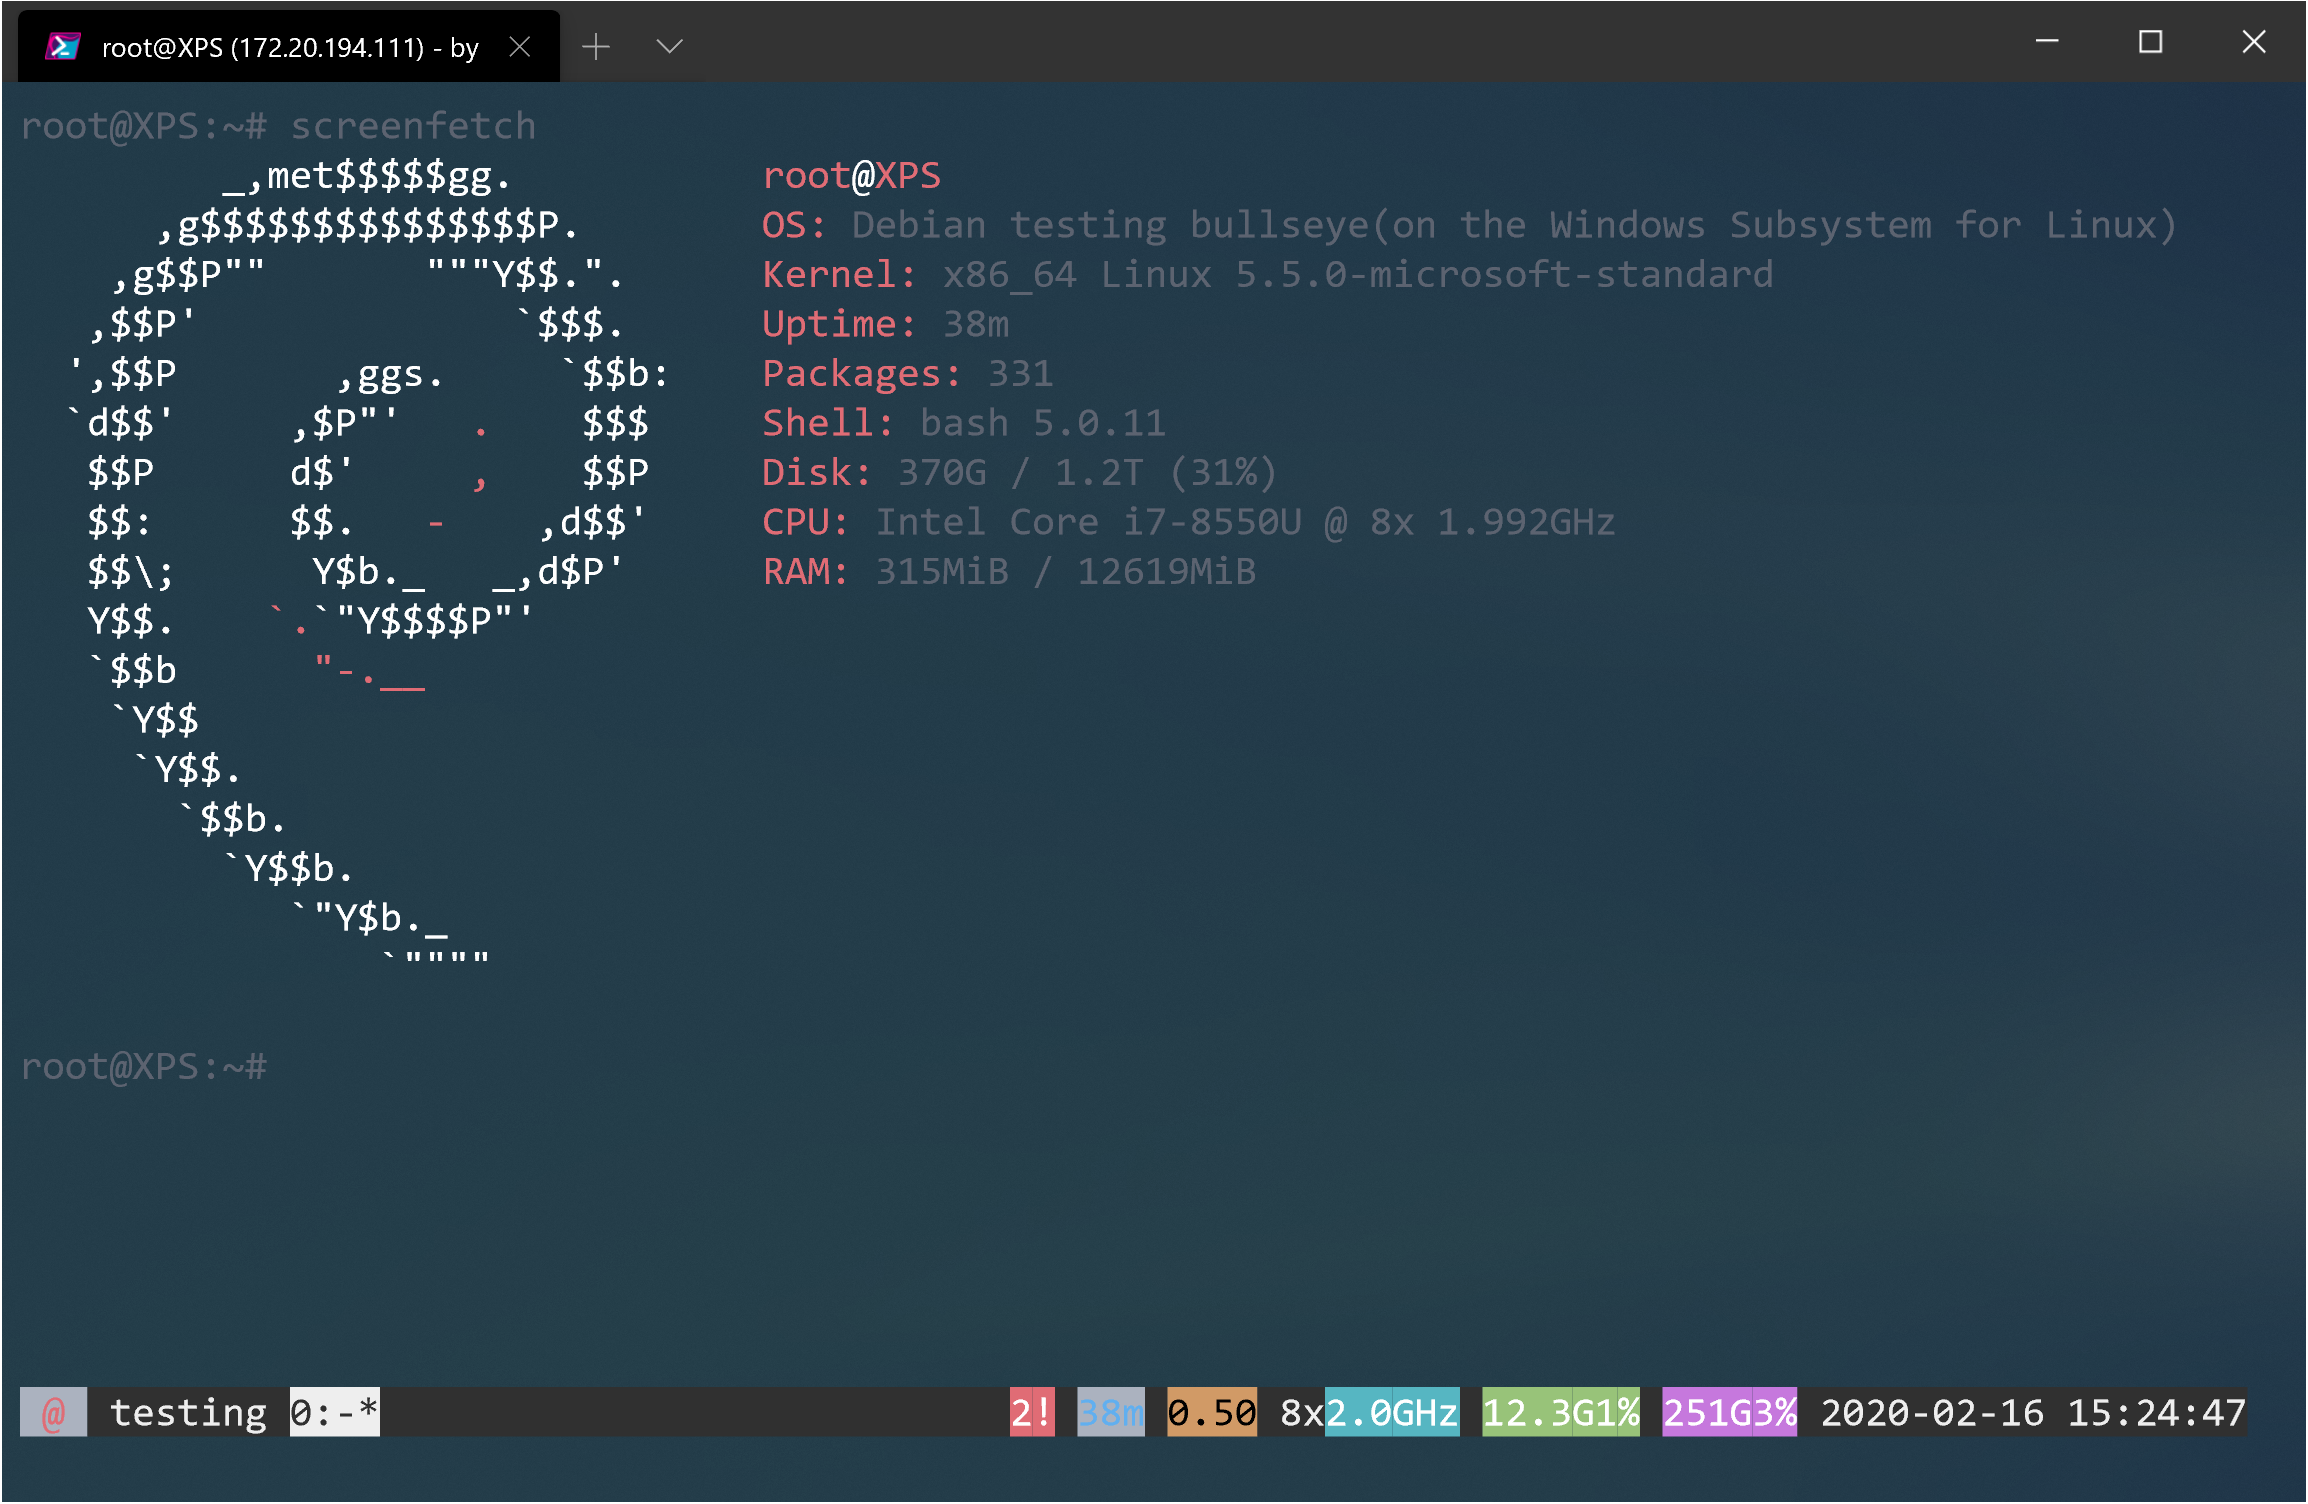 root@XPS (172.20.194.111) - by
root@XPS:~# screenfetch
         _,met$$$$$gg.           root@XPS
      ,g$$$$$$$$$$$$$$$P.        OS: Debian testing bullseye(on the Windows Subsystem for Linux)
    ,g$$P""       """Y$$.".      Kernel: x86_64 Linux 5.5.0-microsoft-standard
   ,$$P'              `$$$.      Uptime: 38m
  ',$$P       ,ggs.     `$$b:    Packages: 331
  `d$$'     ,$P"'   .    $$$     Shell: bash 5.0.11
   $$P      d$'     ,    $$P     Disk: 370G / 1.2T (31%)
   $$:      $$.   -    ,d$$'     CPU: Intel Core i7-8550U @ 8x 1.992GHz
   $$\;      Y$b._   _,d$P'      RAM: 315MiB / 12619MiB
   Y$$.    `.`"Y$$$$P"'
   `$$b      "-.__
    `Y$$
     `Y$$.
       `$$b.
         `Y$$b.
            `"Y$b._
                `""""
root@XPS:~#
@ testing 0:-* 2! 38m 0.50 8x2.0GHz 12.3G1% 251G3% 2020-02-16 15:24:47